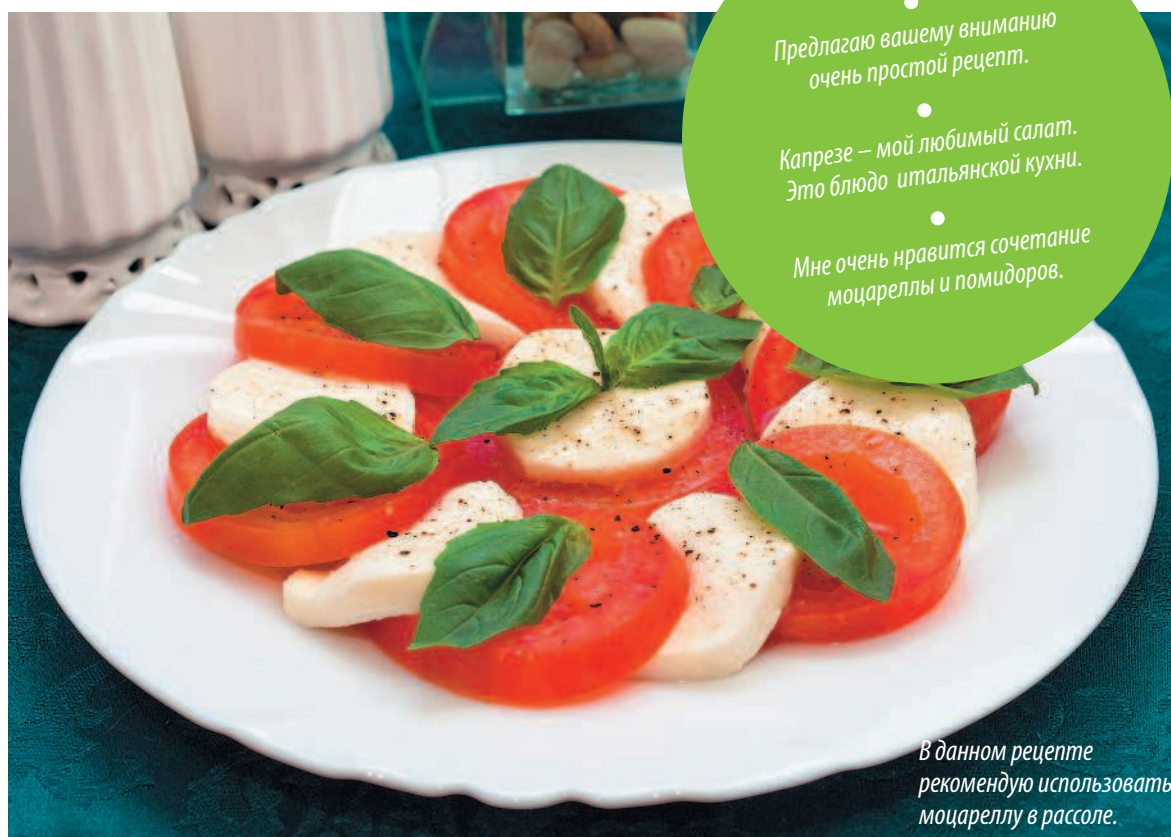 Предлагаю вашему вниманию
очень простой рецепт.
Капрезе – мой любимый салат.
Это блюдо итальянской кухни.
Мне очень нравится сочетание
моцареллы и помидоров.
В данном рецепте
рекомендую использовать
моцареллу в рассоле.